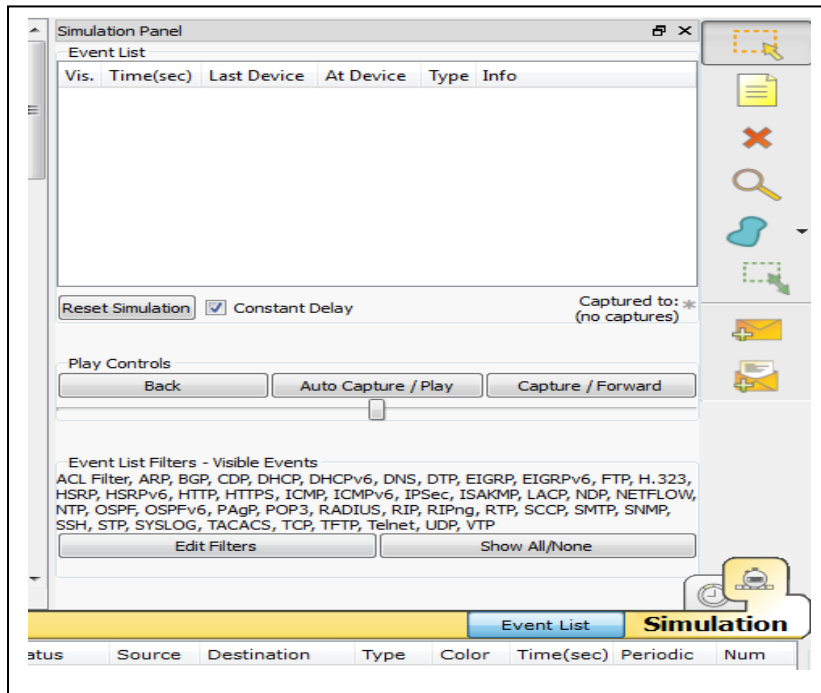 Simulation Panel
Event List
Vis. Time(sec) Last Device At Device Type Info
Reset Simulation Constant Delay Captured to: *
(no captures)
Play Controls
Back Auto Capture / Play Capture / Forward
Event List Filters - Visible Events
ACL Filter, ARP, BGP, CDP, DHCP, DHCPv6, DNS, DTP, EIGRP, EIGRPv6, FTP, H.323,
HSRP, HSRPv6, HTTP, HTTPS, ICMP, ICMPv6, IPSec, ISAKMP, LACP, NDP, NETFLOW,
NTP, OSPF, OSPFv6, PAgP, POP3, RADIUS, RIP, RIPng, RTP, SCCP, SMTP, SNMP,
SSH, STP, SYSLOG, TACACS, TCP, TFTP, Telnet, UDP, VTP
Edit Filters Show All/None
Event List Simulation
atus Source Destination Type Color Time(sec) Periodic Num